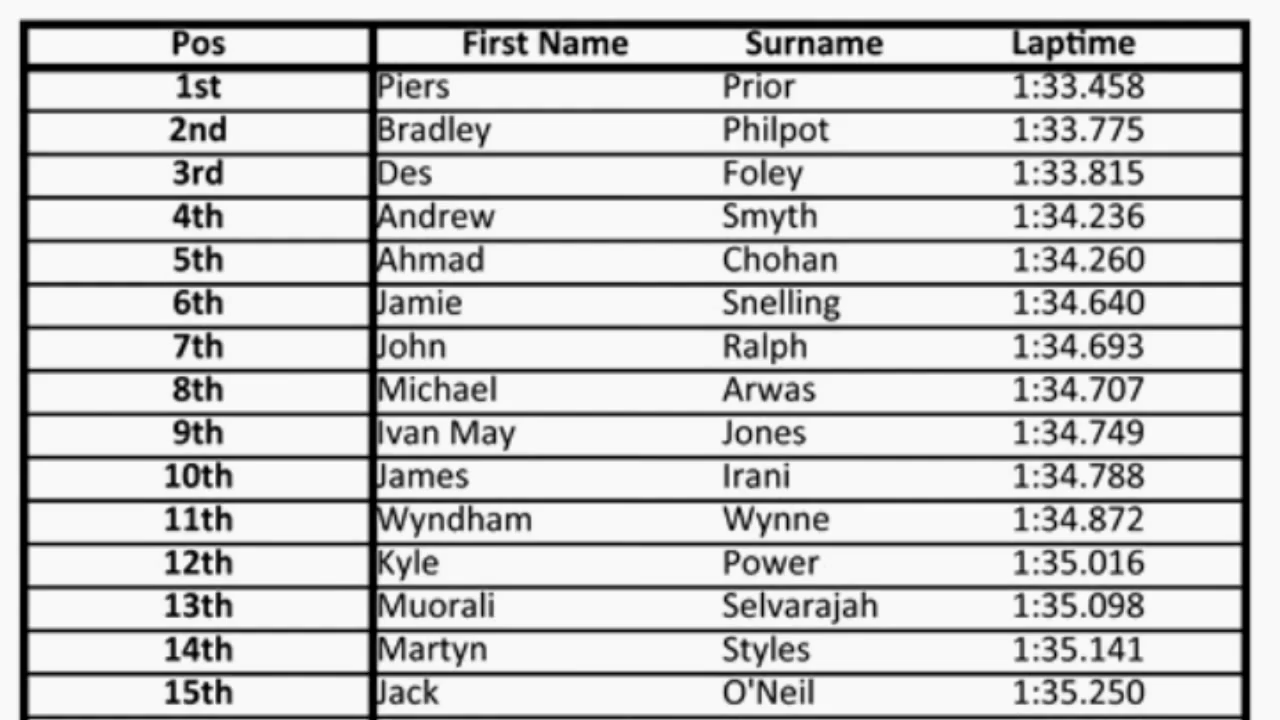 Pos First Name Surname Laptime
1st Piers Prior 1:33.458
2nd Bradley Philpot 1:33.775
3rd Des Foley 1:33.815
4th Andrew Smyth 1:34.236
5th Ahmad Chohan 1:34.260
6th Jamie Snelling 1:34.640
7th John Ralph 1:34.693
8th Michael Arwas 1:34.707
9th Ivan May Jones 1:34.749
10th James Irani 1:34.788
11th Wyndham Wynne 1:34.872
12th Kyle Power 1:35.016
13th Muorali Selvarajah 1:35.098
14th Martyn Styles 1:35.141
15th Jack O'Neil 1:35.250